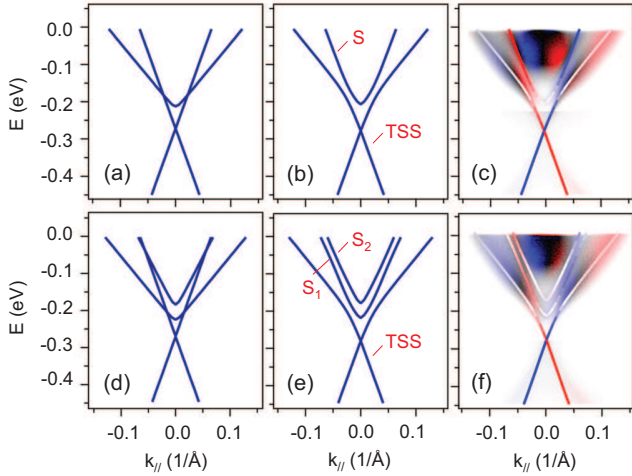 0.0
-0.1
-0.2
-0.3
-0.4
E (eV)
(a)
S
TSS
(b)
(c)
0.0
-0.1
-0.2
-0.3
-0.4
E (eV)
(d)
S₂
S₁
TSS
(e)
(f)
-0.1 0.0 0.1
-0.1 0.0 0.1
-0.1 0.0 0.1
k// (1/Å)
k// (1/Å)
k// (1/Å)